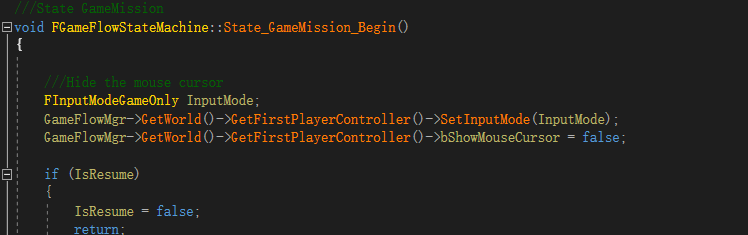 ///State GameMission
void FGameFlowStateMachine::State_GameMission_Begin()
{
///Hide the mouse cursor
FInputModeGameOnly InputMode;
GameFlowMgr->GetWorld()->GetFirstPlayerController()->SetInputMode(InputMode);
GameFlowMgr->GetWorld()->GetFirstPlayerController()->bShowMouseCursor = false;
if (IsResume)
{
IsResume = false;
return;